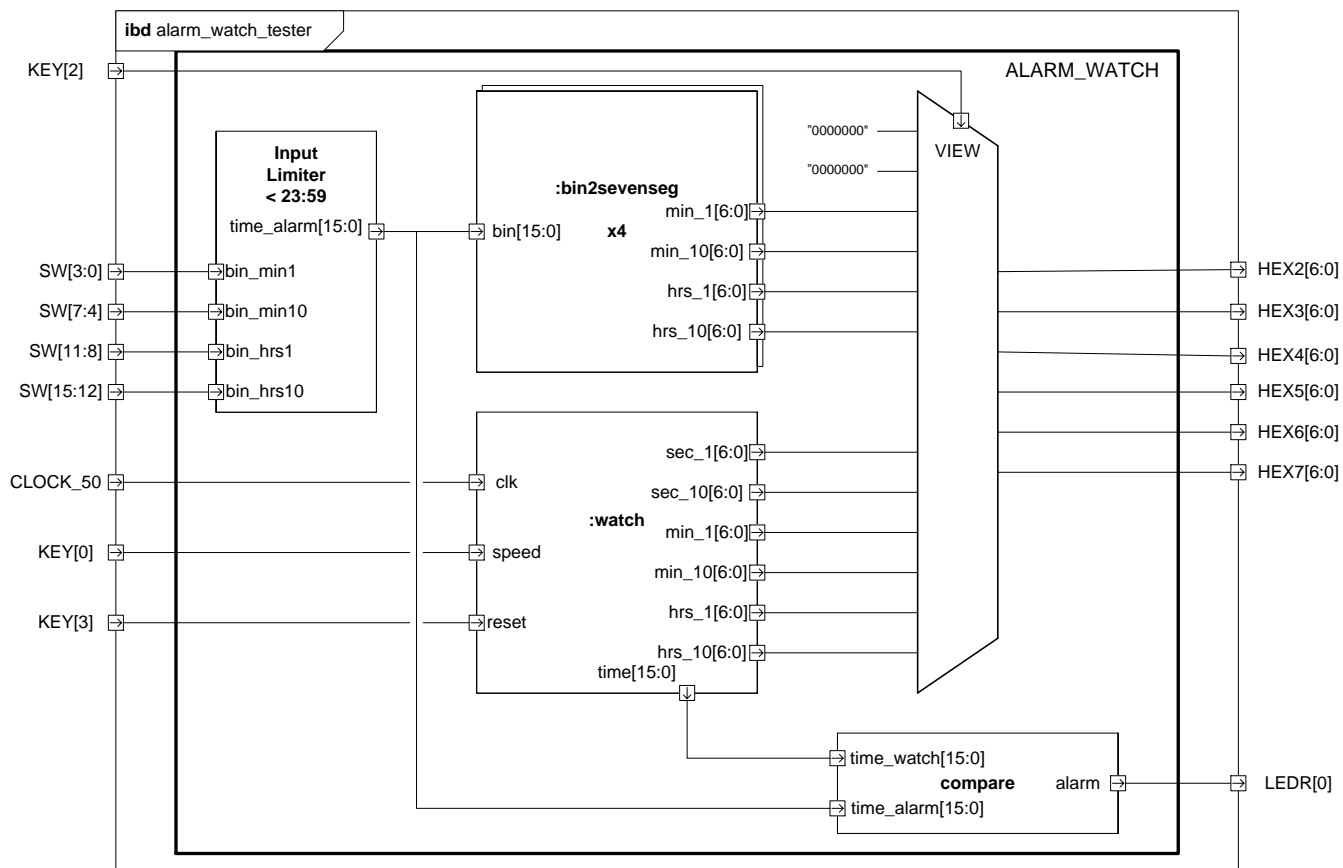 ibd alarm_watch_tester
KEY[2]
ALARM_WATCH
"0000000"
"0000000"
VIEW
Input
Limiter
< 23:59
time_alarm[15:0]
bin_min1
bin_min10
bin_hrs1
bin_hrs10
SW[3:0]
SW[7:4]
SW[11:8]
SW[15:12]
:bin2sevenseg
x4
bin[15:0]
min_1[6:0]
min_10[6:0]
hrs_1[6:0]
hrs_10[6:0]
HEX2[6:0]
HEX3[6:0]
HEX4[6:0]
HEX5[6:0]
HEX6[6:0]
HEX7[6:0]
CLOCK_50
KEY[0]
KEY[3]
clk
speed
reset
:watch
sec_1[6:0]
sec_10[6:0]
min_1[6:0]
min_10[6:0]
hrs_1[6:0]
hrs_10[6:0]
time[15:0]
time_watch[15:0]
compare
alarm
time_alarm[15:0]
LEDR[0]